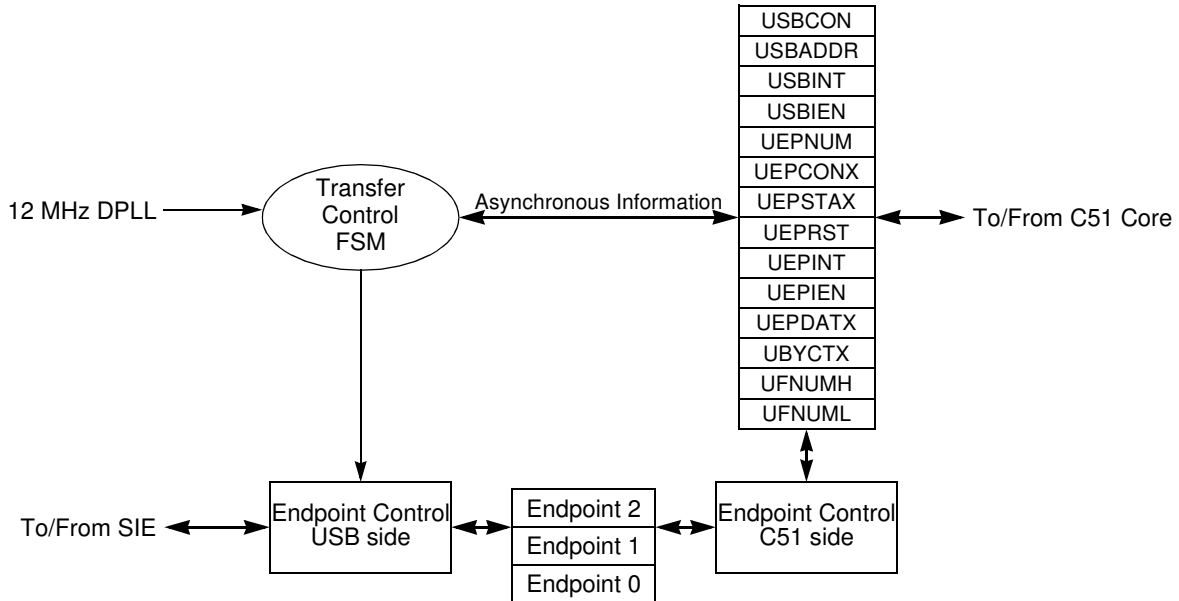 USBCON
USBADDR
USBINT
USBIEN
UEPNUM
UEPCONX
UEPSTAX
UEPRST
UEPINT
UEPIEN
UEPDATX
UBYCTX
UFNUMH
UFNUML
12 MHz DPLL
Transfer
Control
FSM
Asynchronous Information
To/From C51 Core
To/From SIE
Endpoint Control
USB side
Endpoint 2
Endpoint 1
Endpoint 0
Endpoint Control
C51 side